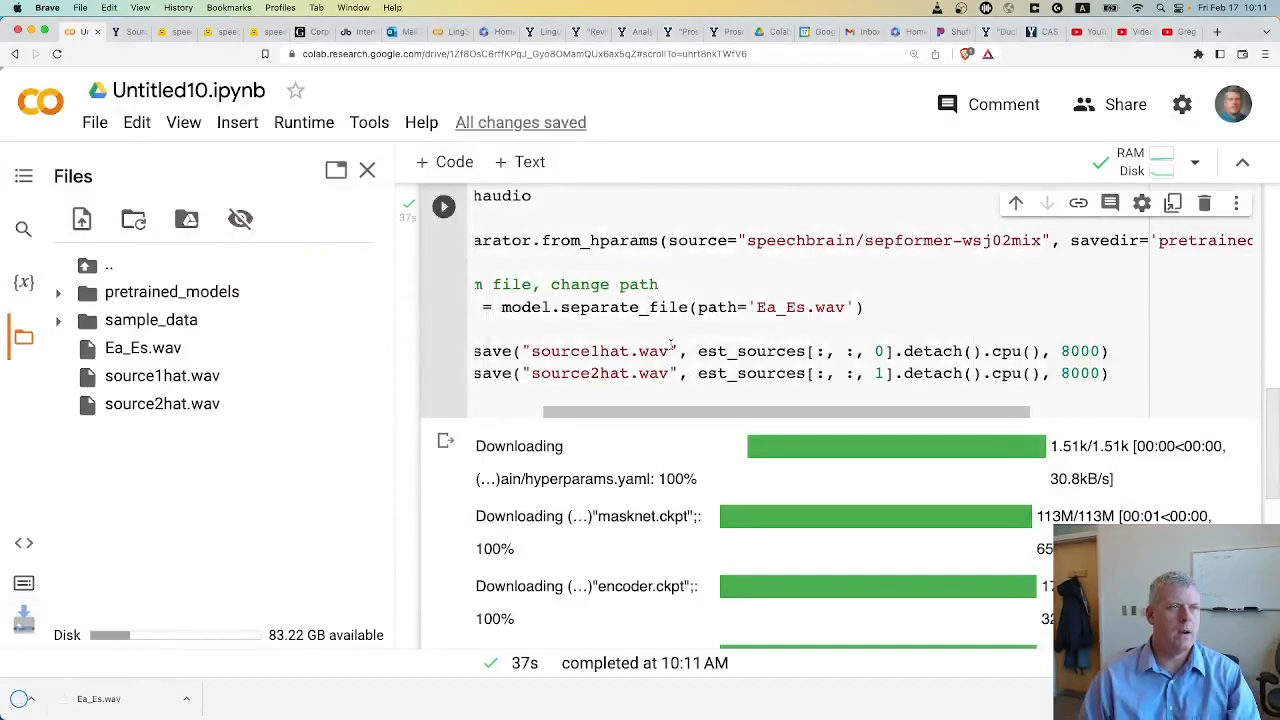 Brave File Edit View History Bookmarks Profiles Tab Window Help Fri Feb 17 10:11
colab.research.google.com/drive/1Zf8OsC6rffKPqJ_Gyo8OMamQUx6ax5qZ#scrollTo=uhrt8nkTWfV6
Untitled10.ipynb
Comment Share
File Edit View Insert Runtime Tools Help All changes saved
Files
+ Code + Text
RAM
Disk
37s
haudio
arator.from_hparams(source="speechbrain/sepformer-wsj02mix", savedir='pretrained
m file, change path
= model.separate_file(path='Ea_Es.wav')
save("source1hat.wav", est_sources[:, :, 0].detach().cpu(), 8000)
save("source2hat.wav", est_sources[:, :, 1].detach().cpu(), 8000)
{x}
..
pretrained_models
sample_data
Ea_Es.wav
source1hat.wav
source2hat.wav
Downloading 1.51k/1.51k [00:00<00:00,
(…)ain/hyperparams.yaml: 100% 30.8kB/s]
Downloading (…)"masknet.ckpt";: 113M/113M [00:01<00:00,
100% 65
Downloading (…)"encoder.ckpt";: 17
100% 32
Disk 83.22 GB available
37s completed at 10:11 AM
Ea_Es.wav